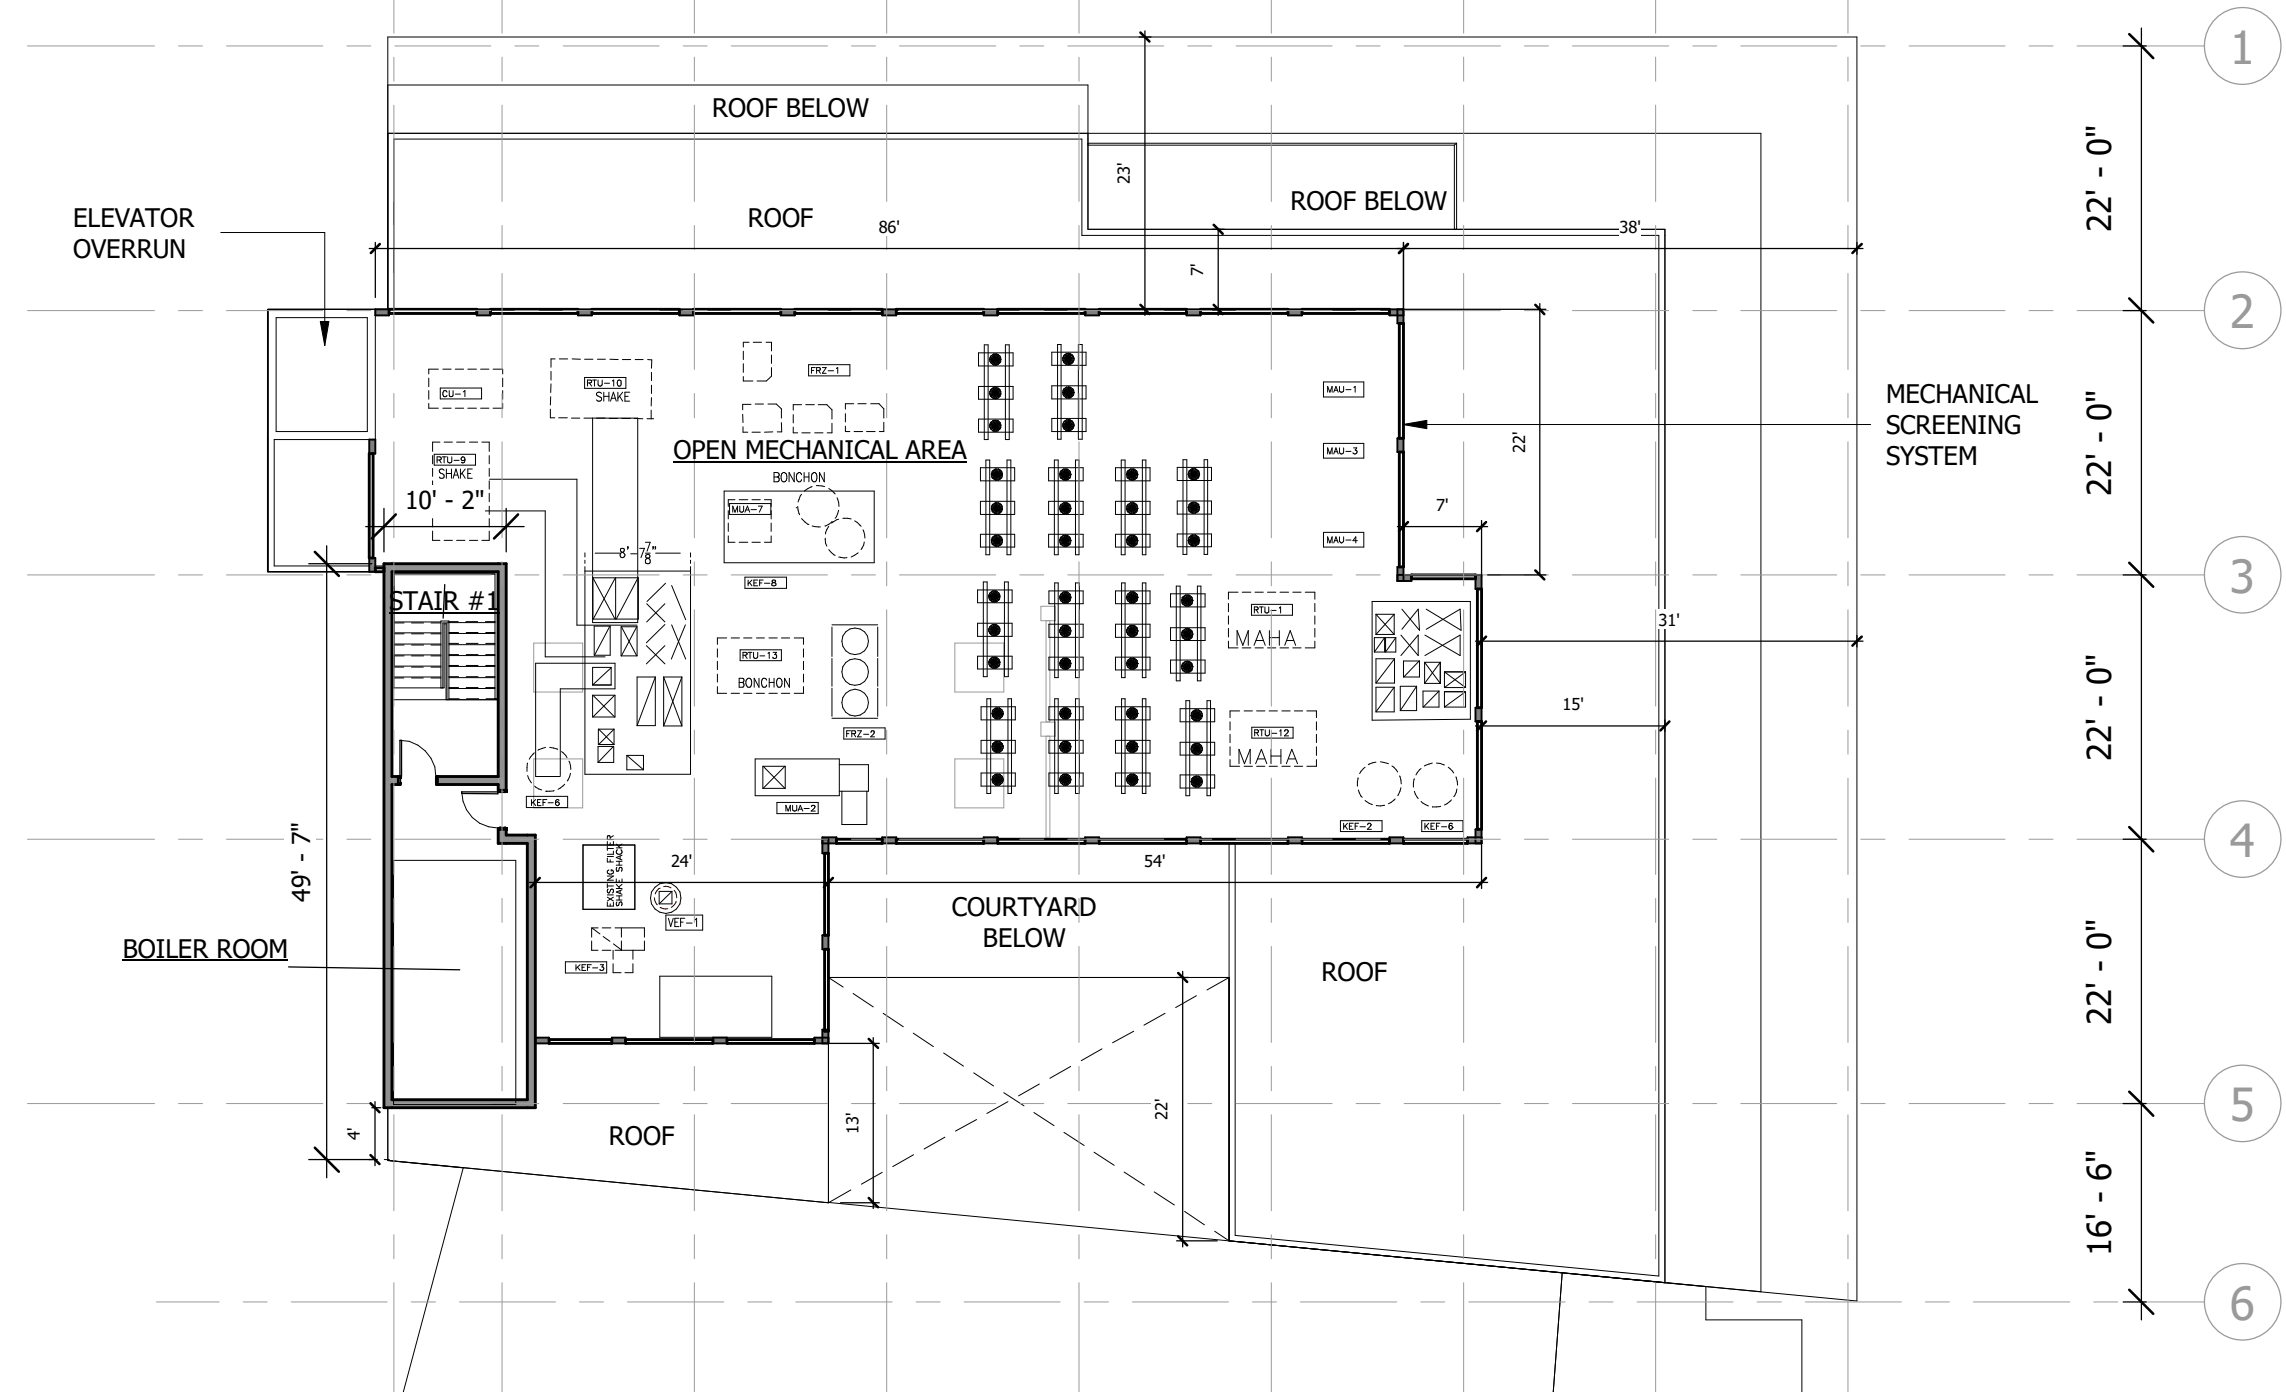 1
ROOF BELOW
22' - 0"
23'
ROOF BELOW
ELEVATOR
OVERRUN
ROOF
86'
38'
7'
2
FRZ-1
RTU-10
SHAKE
CU-1
MAU-1
MECHANICAL
SCREENING
SYSTEM
22' - 0"
OPEN MECHANICAL AREA
MAU-3
22'
RTU-9
SHAKE
BONCHON
10' - 2"
MUA-7
7'
MAU-4
8'-7 7/8"
KEF-8
3
STAIR #1
RTU-1
MAHA
31'
RTU-13
BONCHON
22' - 0"
15'
FRZ-2
RTU-12
MAHA
KEF-6
MUA-2
KEF-2
KEF-6
4
49' - 7"
EXISTING FILTER
SHAKE SHACK
24'
54'
VEF-1
COURTYARD
BELOW
BOILER ROOM
KEF-3
ROOF
22' - 0"
5
4'
ROOF
13'
22'
16' - 6"
6